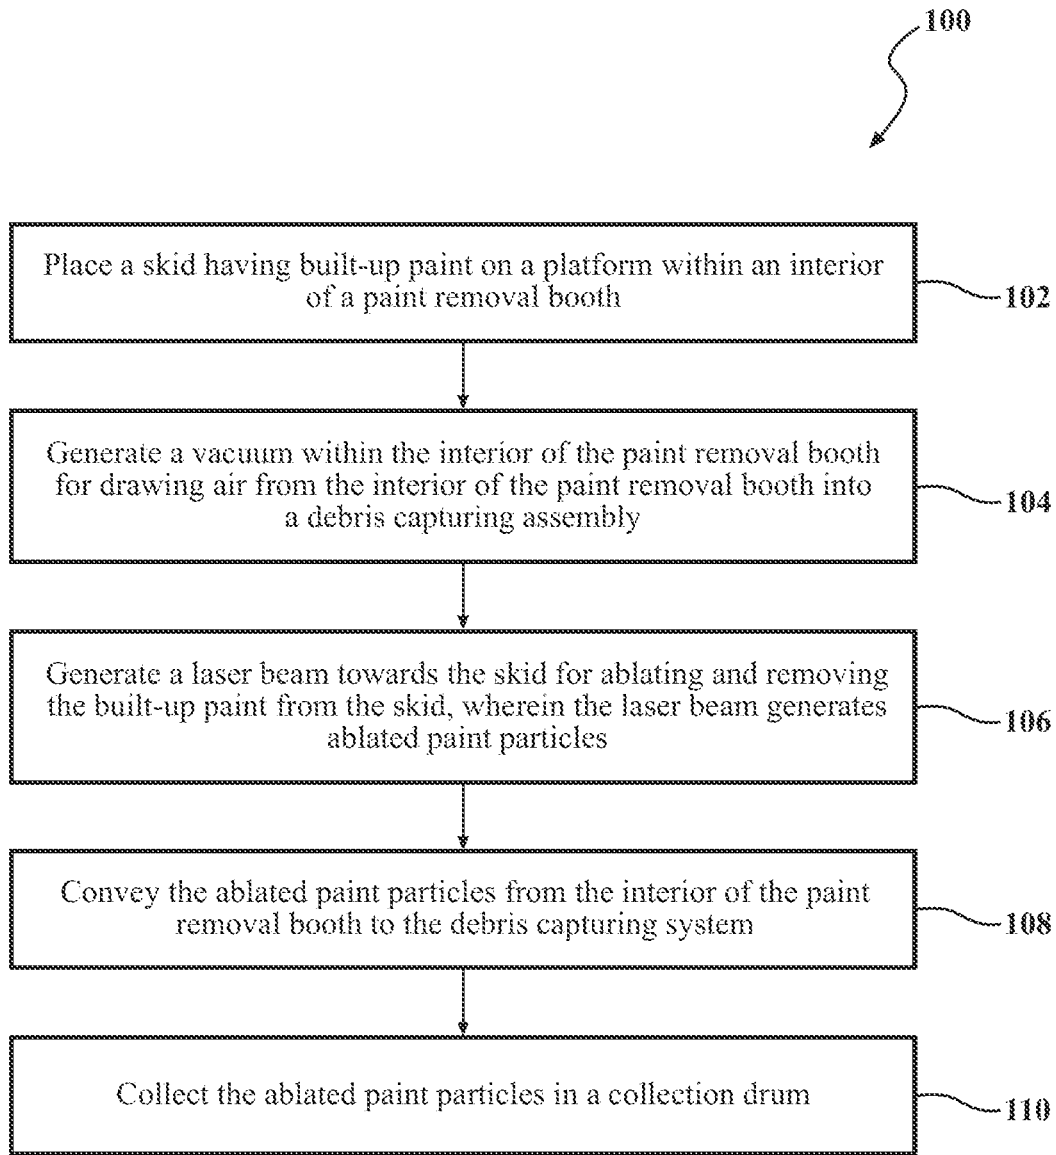 100
Place a skid having built-up paint on a platform within an interior
of a paint removal booth
102
Generate a vacuum within the interior of the paint removal booth
for drawing air from the interior of the paint removal booth into
a debris capturing assembly
104
Generate a laser beam towards the skid for ablating and removing
the built-up paint from the skid, wherein the laser beam generates
ablated paint particles
106
Convey the ablated paint particles from the interior of the paint
removal booth to the debris capturing system
108
Collect the ablated paint particles in a collection drum
110